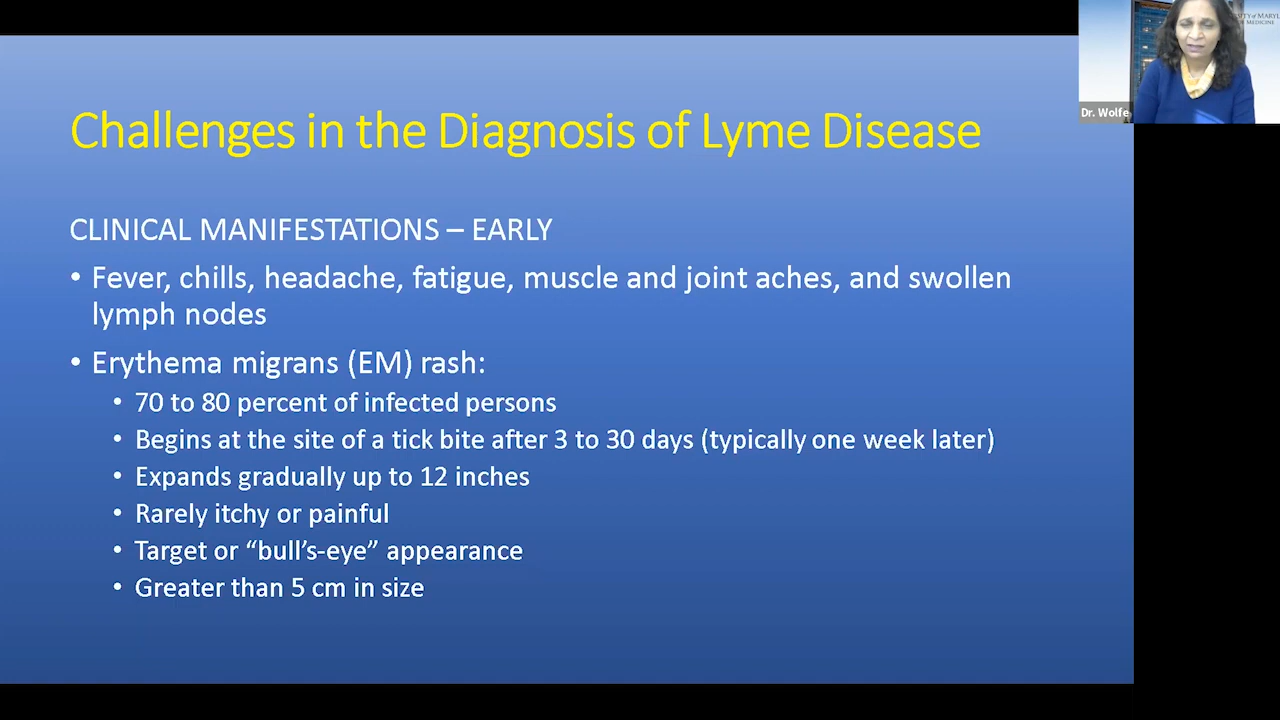 Challenges in the Diagnosis of Lyme Disease
CLINICAL MANIFESTATIONS – EARLY
• Fever, chills, headache, fatigue, muscle and joint aches, and swollen
lymph nodes
• Erythema migrans (EM) rash:
• 70 to 80 percent of infected persons
• Begins at the site of a tick bite after 3 to 30 days (typically one week later)
• Expands gradually up to 12 inches
• Rarely itchy or painful
• Target or “bull’s-eye” appearance
• Greater than 5 cm in size
Dr. Wolfe
MEDICINE